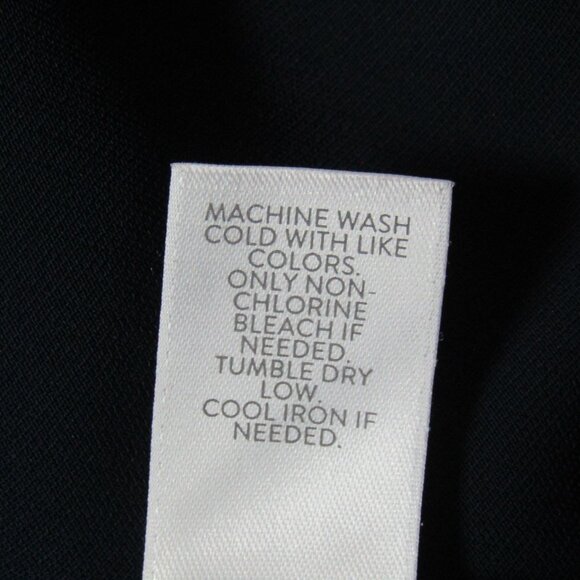 MACHINE WASH
COLD WITH LIKE
COLORS.
ONLY NON-
CHLORINE
BLEACH IF
NEEDED.
TUMBLE DRY
LOW.
COOL IRON IF
NEEDED.